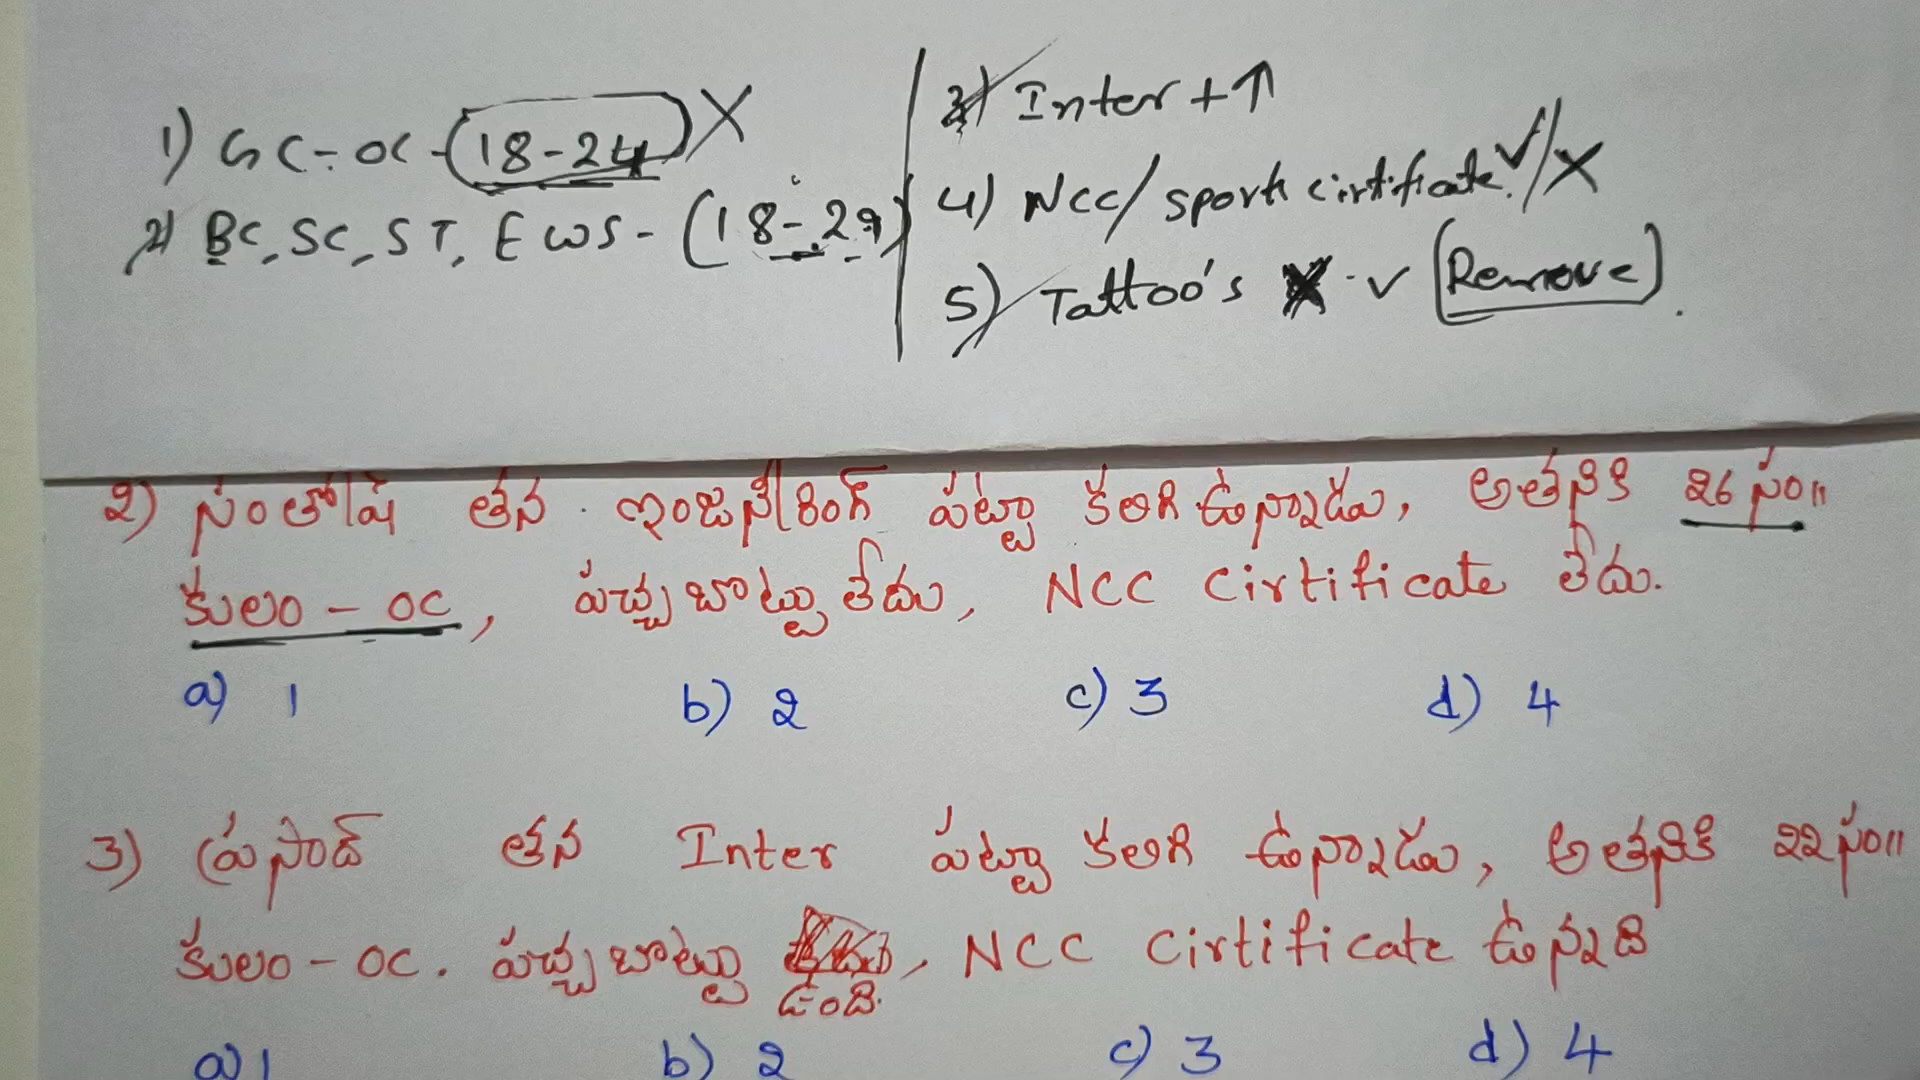 1) GC-OC-(18-24) X
2) BC, SC, ST, EWS - (18-29)
3) Inter + ↑
4) NCC/ sports cirtificate. ✓/X
5) Tattoo's X · ✓ (Remove).
2) సంతోష్ తన ఇంజనీరింగ్ పట్టా కలిగి ఉన్నాడు, అతనికి 26 సం॥
కులం - OC, పచ్చబొట్టు లేదు, NCC Cirtificate లేదు.
a) 1 b) 2 c) 3 d) 4
3) ప్రసాద్ తన Inter పట్టా కలిగి ఉన్నాడు, అతనికి 22 సం॥
కులం - OC. పచ్చబొట్టు ఉంది., NCC Cirtificate ఉన్నది
a) 1 b) 2 c) 3 d) 4